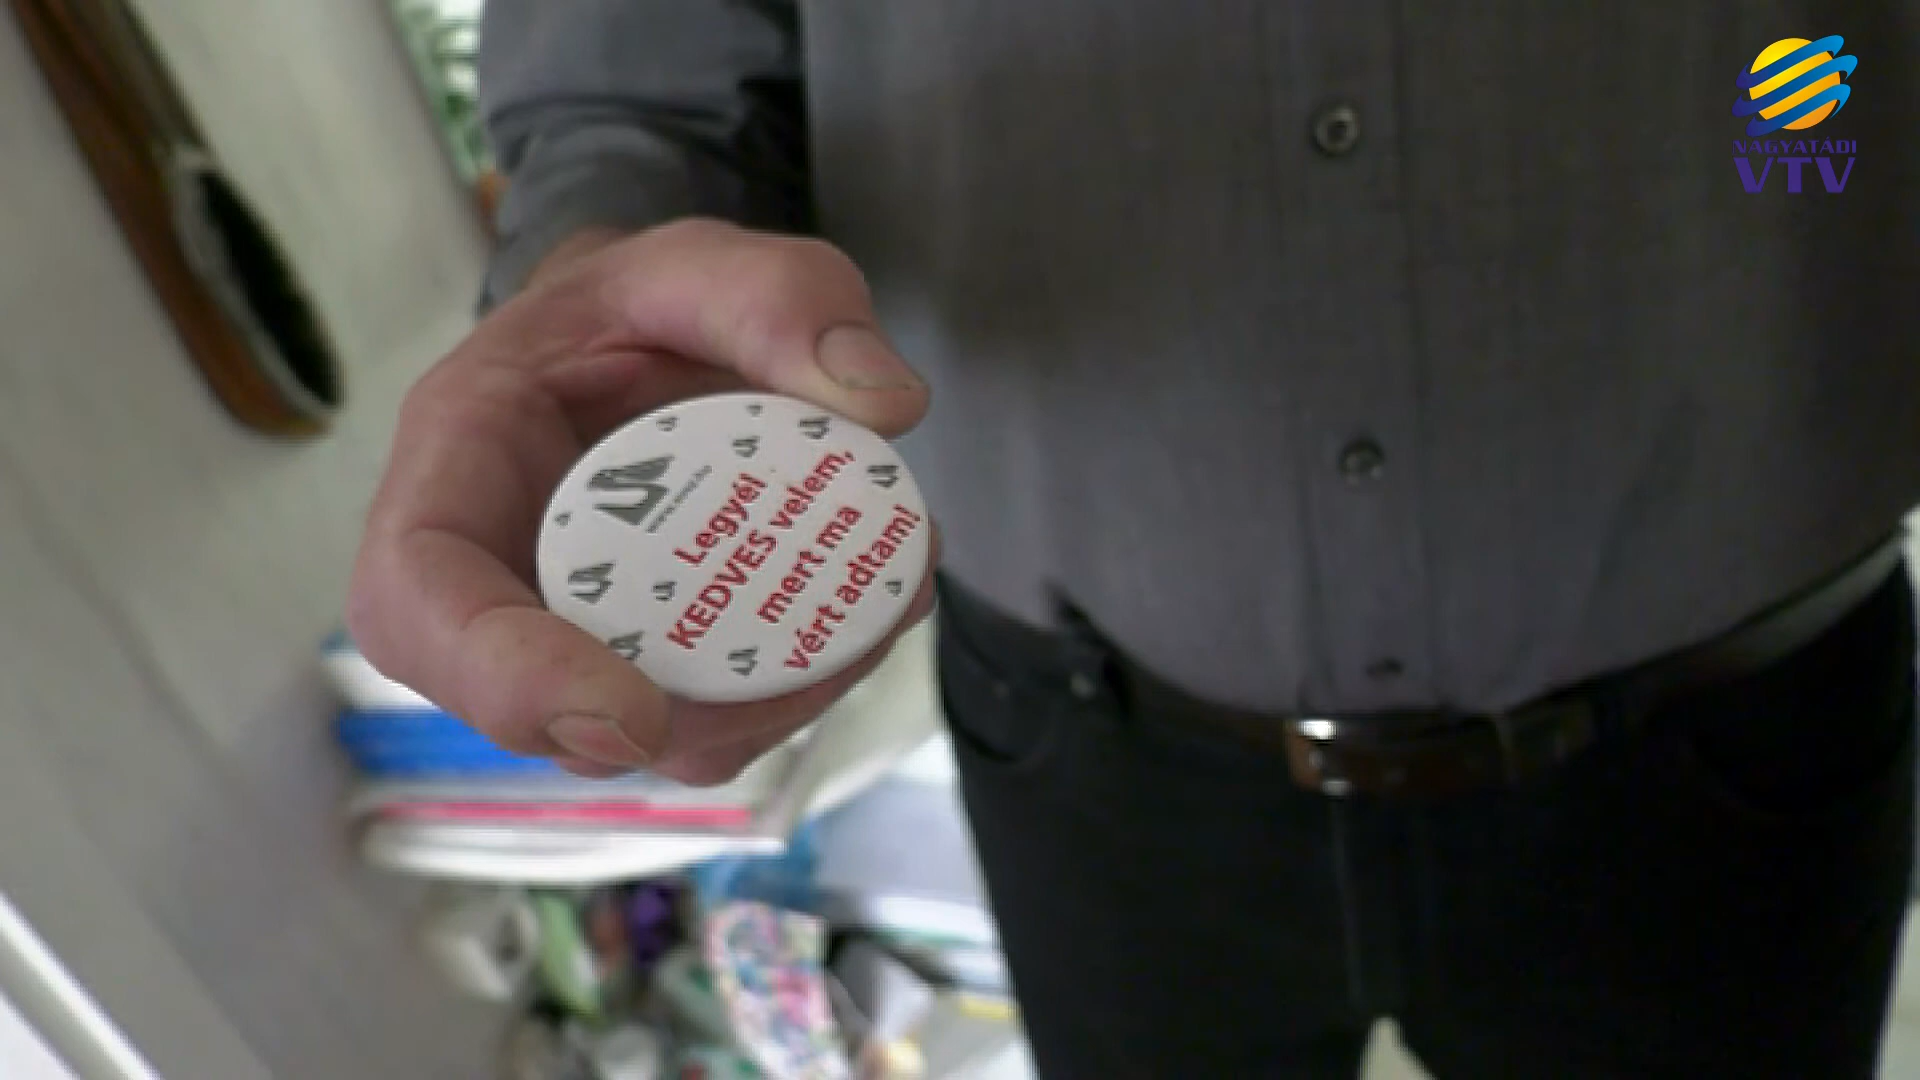 NAGYATÁDI
VTV
Legyél
KEDVES velem,
mert ma
vért adtam!